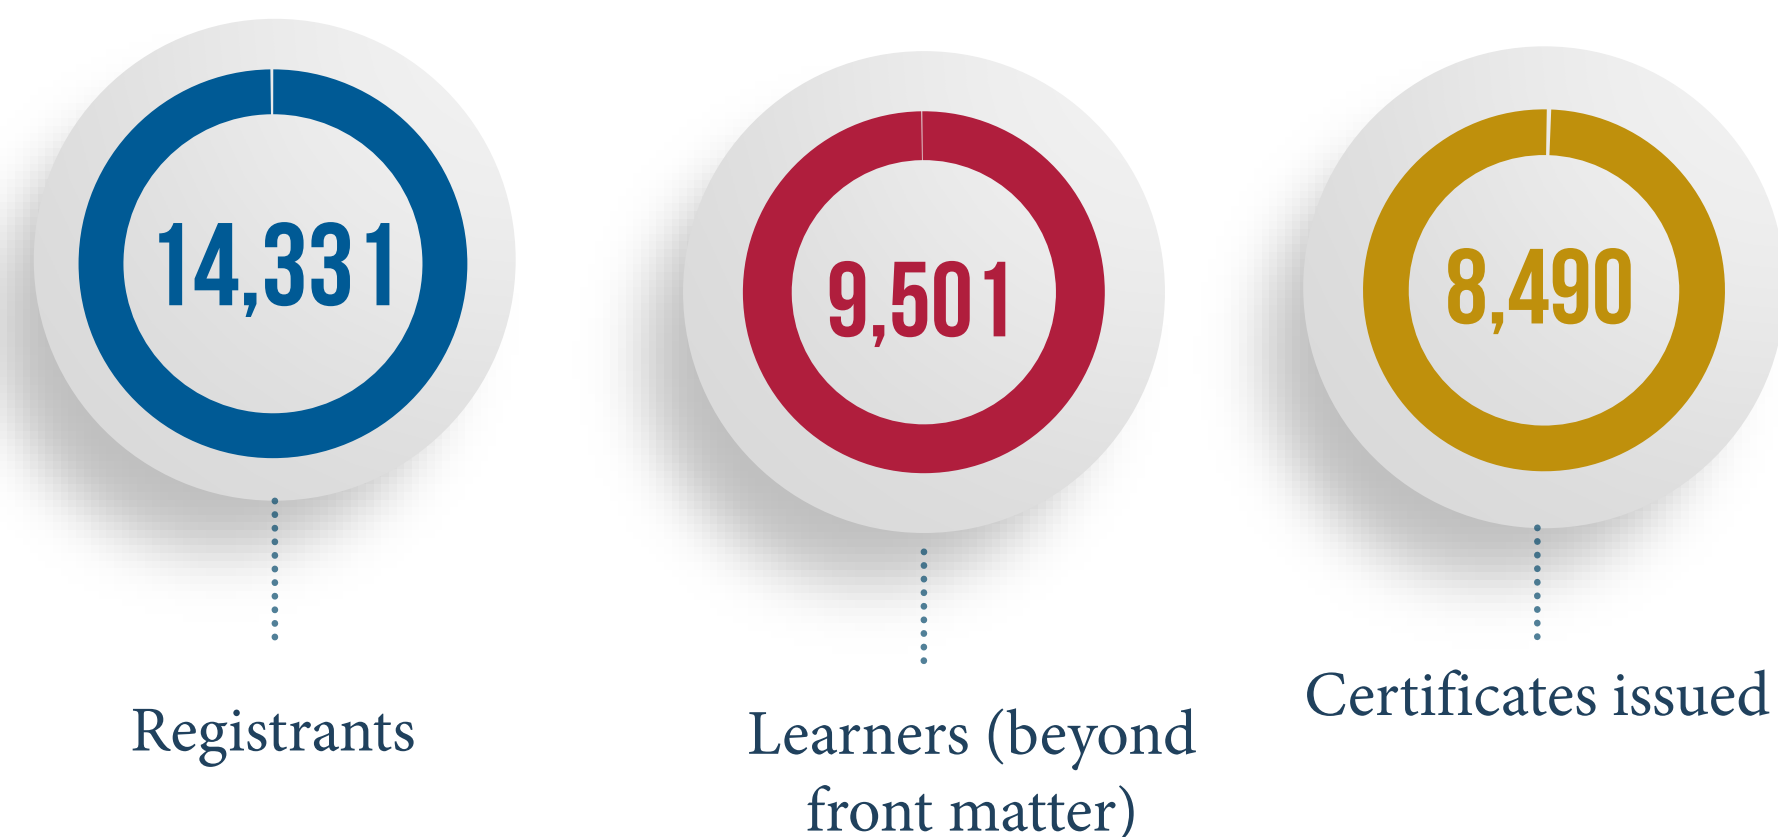 14,331
Registrants
9,501
Learners (beyond
front matter)
8,490
Certificates issued